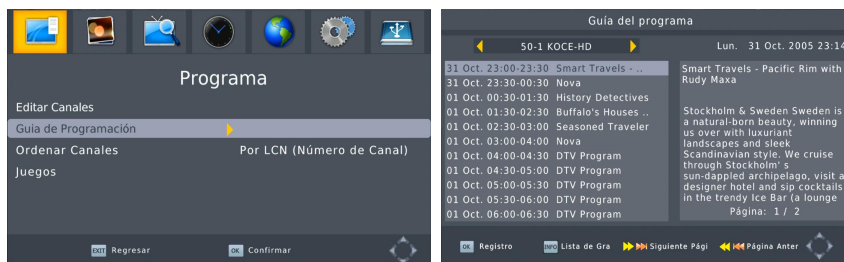 Programa
Editar Canales
Guia de Programación
Ordenar Canales Por LCN (Número de Canal)
Juegos
EXIT Regresar OK Confirmar
Guía del progra
50-1 KOCE-HD Lun. 31 Oct. 2005 23:14
31 Oct. 23:00-23:30 Smart Travels - ..
31 Oct. 23:30-00:30 Nova
01 Oct. 00:30-01:30 History Detectives
01 Oct. 01:30-02:30 Buffalo's Houses ..
01 Oct. 02:30-03:00 Seasoned Traveler
01 Oct. 03:00-04:00 Nova
01 Oct. 04:00-04:30 DTV Program
01 Oct. 04:30-05:00 DTV Program
01 Oct. 05:00-05:30 DTV Program
01 Oct. 05:30-06:00 DTV Program
01 Oct. 06:00-06:30 DTV Program
Smart Travels - Pacific Rim with
Rudy Maxa
Stockholm & Sweden Sweden is
a natural-born beauty, winning
us over with luxuriant
landscapes and sleek
Scandinavian style. We cruise
through Stockholm' s
sun-dappled archipelago, visit a
designer hotel and sip cocktails
in the trendy Ice Bar (a lounge
Página: 1 / 2
OK Registro INFO Lista de Gra Siguiente Pági Página Anter